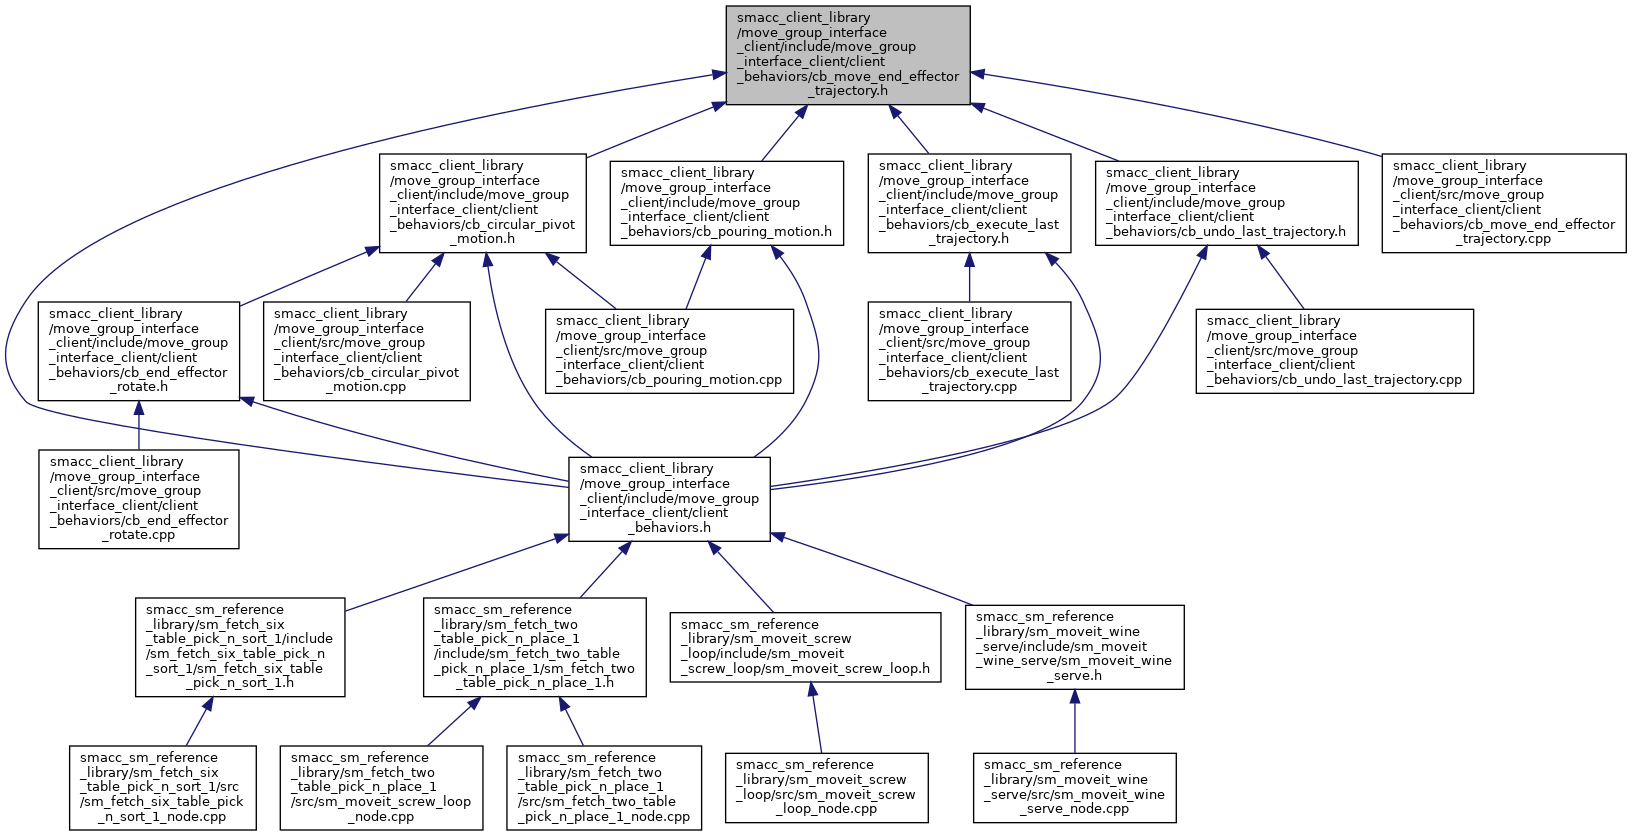 smacc_client_library
/move_group_interface
_client/include/move_group
_interface_client/client
_behaviors/cb_move_end_effector
_trajectory.h
smacc_client_library
/move_group_interface
_client/include/move_group
_interface_client/client
_behaviors/cb_circular_pivot
_motion.h
smacc_client_library
/move_group_interface
_client/include/move_group
_interface_client/client
_behaviors/cb_pouring_motion.h
smacc_client_library
/move_group_interface
_client/include/move_group
_interface_client/client
_behaviors/cb_execute_last
_trajectory.h
smacc_client_library
/move_group_interface
_client/include/move_group
_interface_client/client
_behaviors/cb_undo_last_trajectory.h
smacc_client_library
/move_group_interface
_client/src/move_group
_interface_client/client
_behaviors/cb_move_end_effector
_trajectory.cpp
smacc_client_library
/move_group_interface
_client/include/move_group
_interface_client/client
_behaviors/cb_end_effector
_rotate.h
smacc_client_library
/move_group_interface
_client/src/move_group
_interface_client/client
_behaviors/cb_circular_pivot
_motion.cpp
smacc_client_library
/move_group_interface
_client/src/move_group
_interface_client/client
_behaviors/cb_pouring_motion.cpp
smacc_client_library
/move_group_interface
_client/src/move_group
_interface_client/client
_behaviors/cb_execute_last
_trajectory.cpp
smacc_client_library
/move_group_interface
_client/src/move_group
_interface_client/client
_behaviors/cb_undo_last_trajectory.cpp
smacc_client_library
/move_group_interface
_client/src/move_group
_interface_client/client
_behaviors/cb_end_effector
_rotate.cpp
smacc_client_library
/move_group_interface
_client/include/move_group
_interface_client/client
_behaviors.h
smacc_sm_reference
_library/sm_fetch_six
_table_pick_n_sort_1/include
/sm_fetch_six_table_pick_n
_sort_1/sm_fetch_six_table
_pick_n_sort_1.h
smacc_sm_reference
_library/sm_fetch_two
_table_pick_n_place_1
/include/sm_fetch_two_table
_pick_n_place_1/sm_fetch_two
_table_pick_n_place_1.h
smacc_sm_reference
_library/sm_moveit_screw
_loop/include/sm_moveit
_screw_loop/sm_moveit_screw_loop.h
smacc_sm_reference
_library/sm_moveit_wine
_serve/include/sm_moveit
_wine_serve/sm_moveit_wine
_serve.h
smacc_sm_reference
_library/sm_fetch_six
_table_pick_n_sort_1/src
/sm_fetch_six_table_pick
_n_sort_1_node.cpp
smacc_sm_reference
_library/sm_fetch_two
_table_pick_n_place_1
/src/sm_moveit_screw_loop
_node.cpp
smacc_sm_reference
_library/sm_fetch_two
_table_pick_n_place_1
/src/sm_fetch_two_table
_pick_n_place_1_node.cpp
smacc_sm_reference
_library/sm_moveit_screw
_loop/src/sm_moveit_screw
_loop_node.cpp
smacc_sm_reference
_library/sm_moveit_wine
_serve/src/sm_moveit_wine
_serve_node.cpp